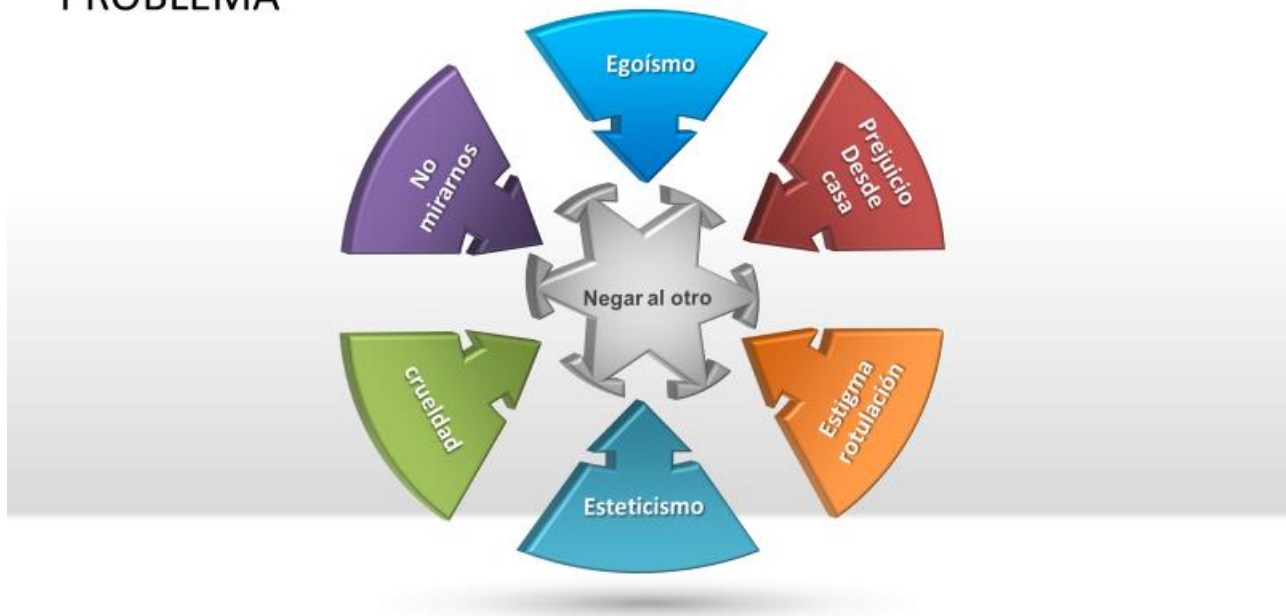 PROBLEMA
Egoísmo
Prejuicio
Desde
casa
Estigma
rotulación
Esteticismo
crueldad
No
mirarnos
Negar al otro